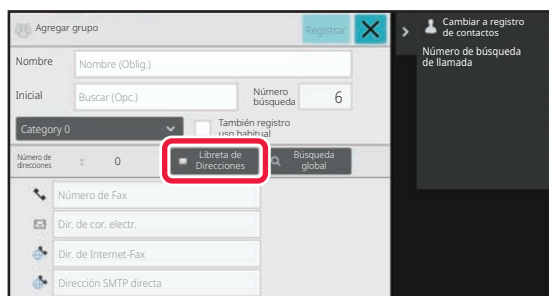 Agregar grupo
Registrar
Cambiar a registro
de contactos
Número de búsqueda
de llamada
Nombre
Nombre (Oblig.)
Inicial
Buscar (Opc.)
Número
búsqueda
6
Category 0
También registro
uso habitual
Número de
direcciones
:
0
Libreta de
Direcciones
Búsqueda
global
Número de Fax
Dir. de cor. electr.
Dir. de Internet-Fax
Dirección SMTP directa